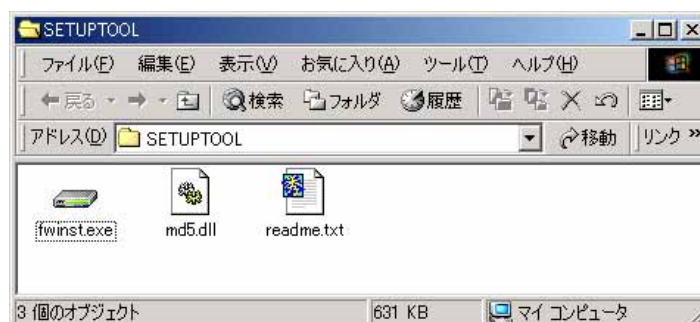 SETUPTOOL
ファイル(F) 編集(E) 表示(V) お気に入り(A) ツール(T) ヘルプ(H)
戻る 検索 フォルダ 履歴
アドレス(D) SETUPTOOL 移動 リンク »
fwinst.exe md5.dll readme.txt
3 個のオブジェクト 631 KB マイ コンピュータ